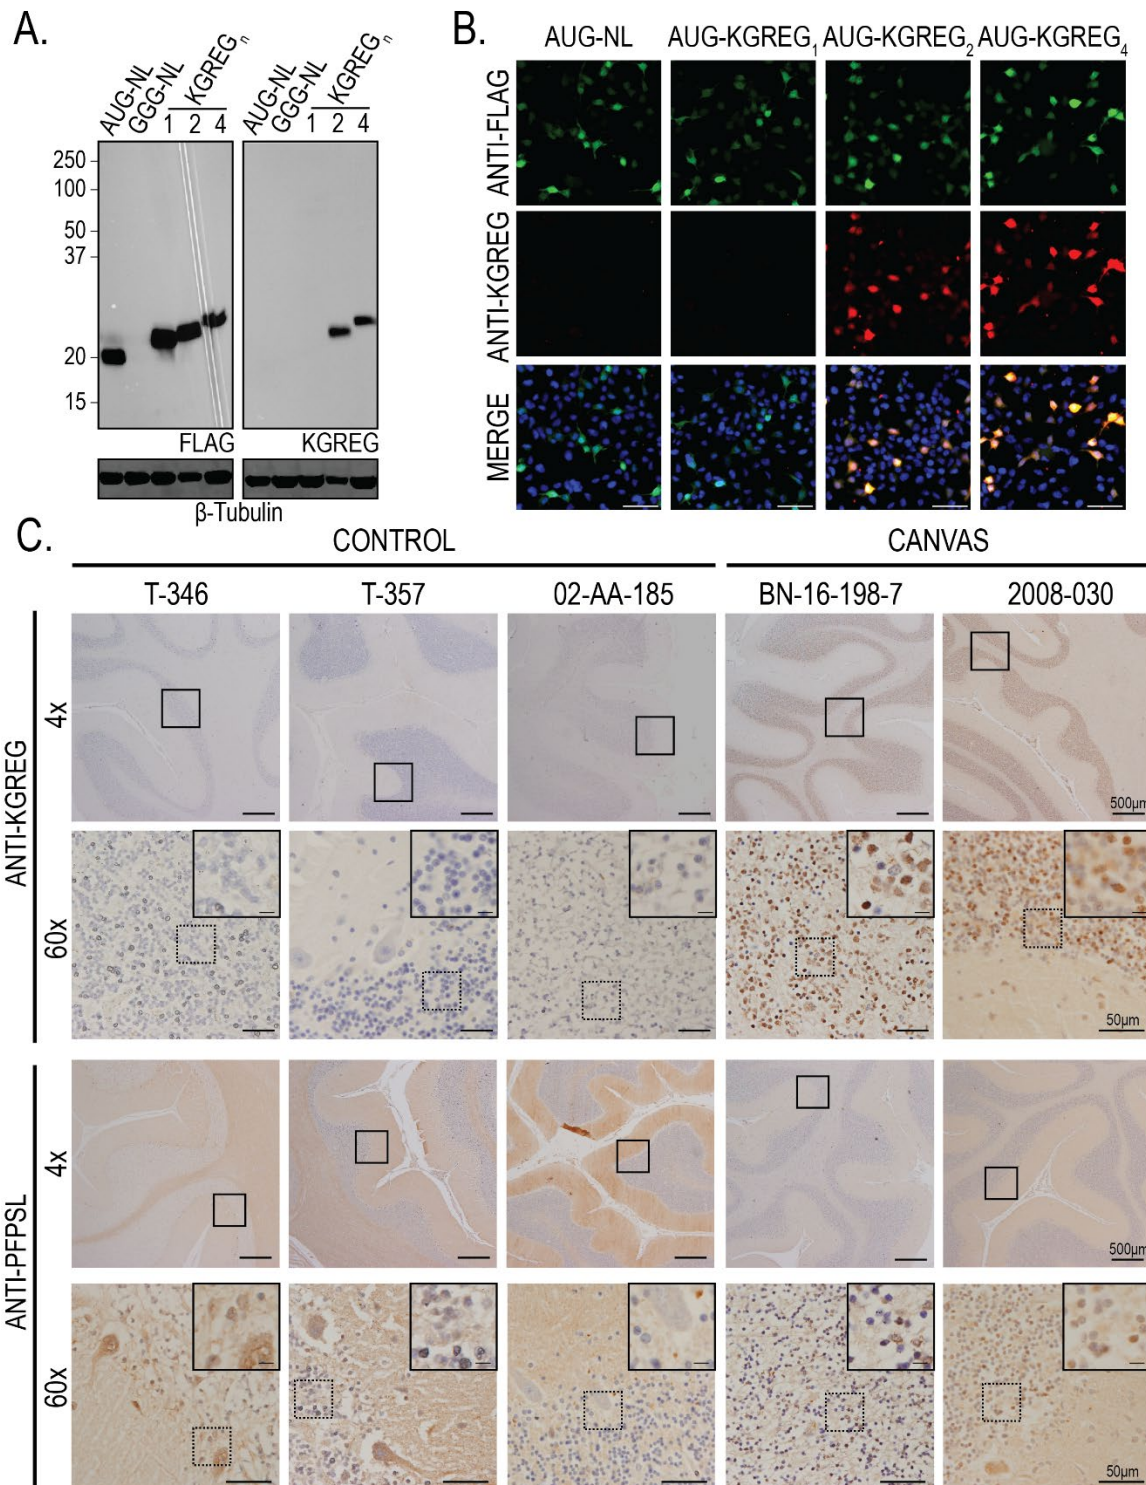 A.
AUG-NL GGG-NL KGREGn
1 2 4
AUG-NL GGG-NL KGREGn
1 2 4
250
100
50
37
20
15
FLAG
KGREG
β-Tubulin
B.
AUG-NL AUG-KGREG1 AUG-KGREG2 AUG-KGREG4
ANTI-FLAG
ANTI-KGREG
MERGE
C.
CONTROL CANVAS
T-346 T-357 02-AA-185 BN-16-198-7 2008-030
ANTI-KGREG
4x
500µm
60x
50µm
ANTI-PFPSL
4x
500µm
60x
50µm